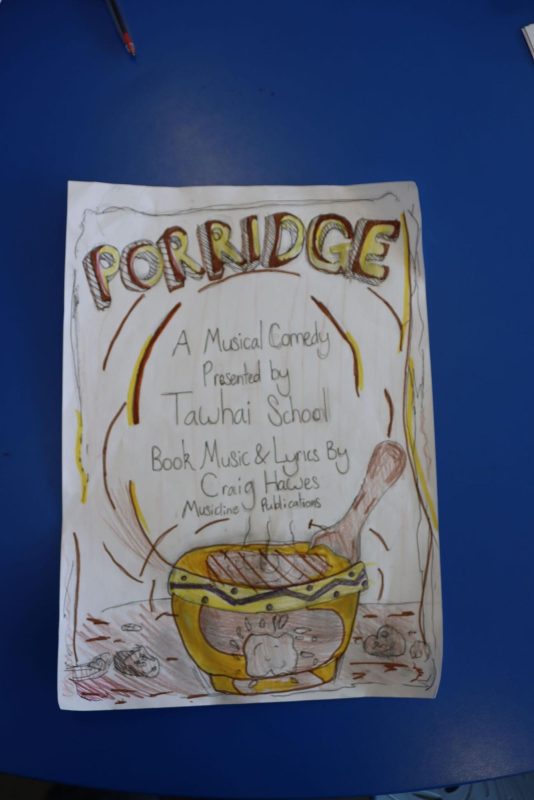 PORRIDGE
A Musical Comedy
Presented by
Tawhai School
Book Music & Lyrics By
Craig Hawes
Musicline Publications